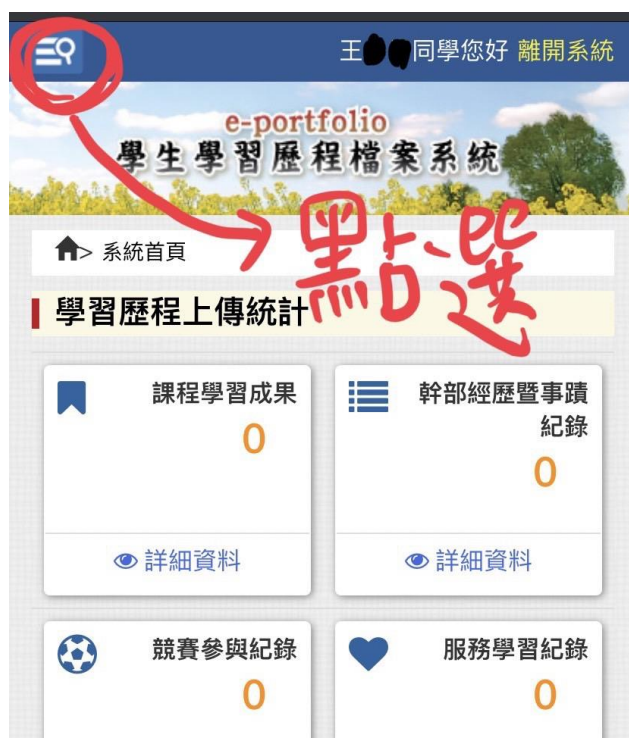 王同學您好 離開系統
e-portfolio
學生學習歷程檔案系統
> 系統首頁
點選
學習歷程上傳統計
課程學習成果
0
詳細資料
幹部經歷暨事蹟
紀錄
0
詳細資料
競賽參與紀錄
0
服務學習紀錄
0